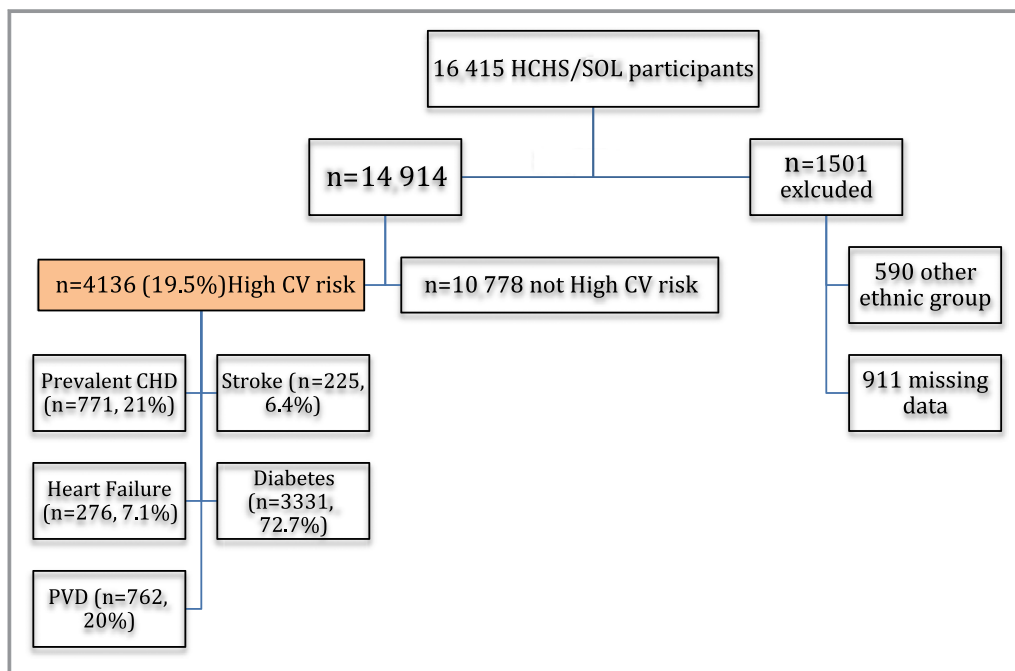 16 415 HCHS/SOL participants
n=14,914
n=1501
exlcuded
n=4136 (19.5%)High CV risk
n=10 778 not High CV risk
590 other
ethnic group
Prevalent CHD
(n=771, 21%)
Stroke (n=225,
6.4%)
911 missing
data
Heart Failure
(n=276, 7.1%)
Diabetes
(n=3331,
72.7%)
PVD (n=762,
20%)